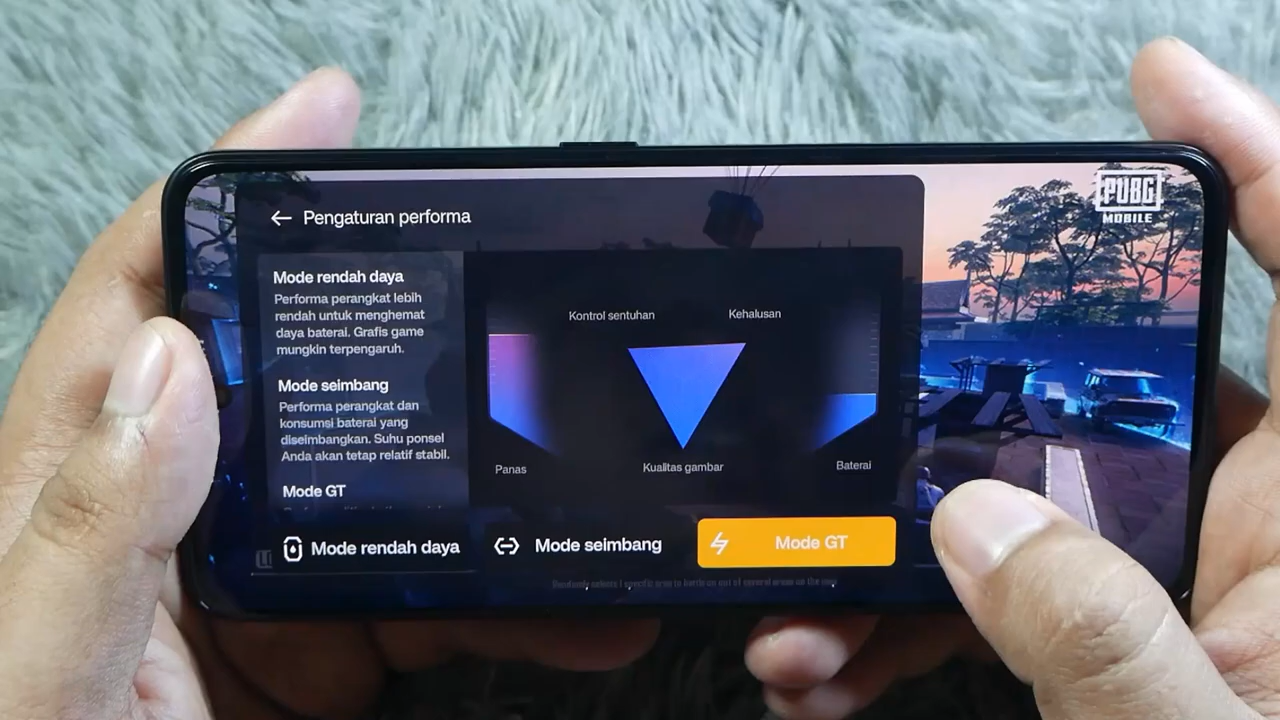 Pengaturan performa
PUBG
MOBILE
Mode rendah daya
Performa perangkat lebih
rendah untuk menghemat
daya baterai. Grafis game
mungkin terpengaruh.
Mode seimbang
Performa perangkat dan
konsumsi baterai yang
diseimbangkan. Suhu ponsel
Anda akan tetap relatif stabil.
Mode GT
Kontrol sentuhan
Kehalusan
Panas
Kualitas gambar
Baterai
Mode rendah daya
Mode seimbang
Mode GT